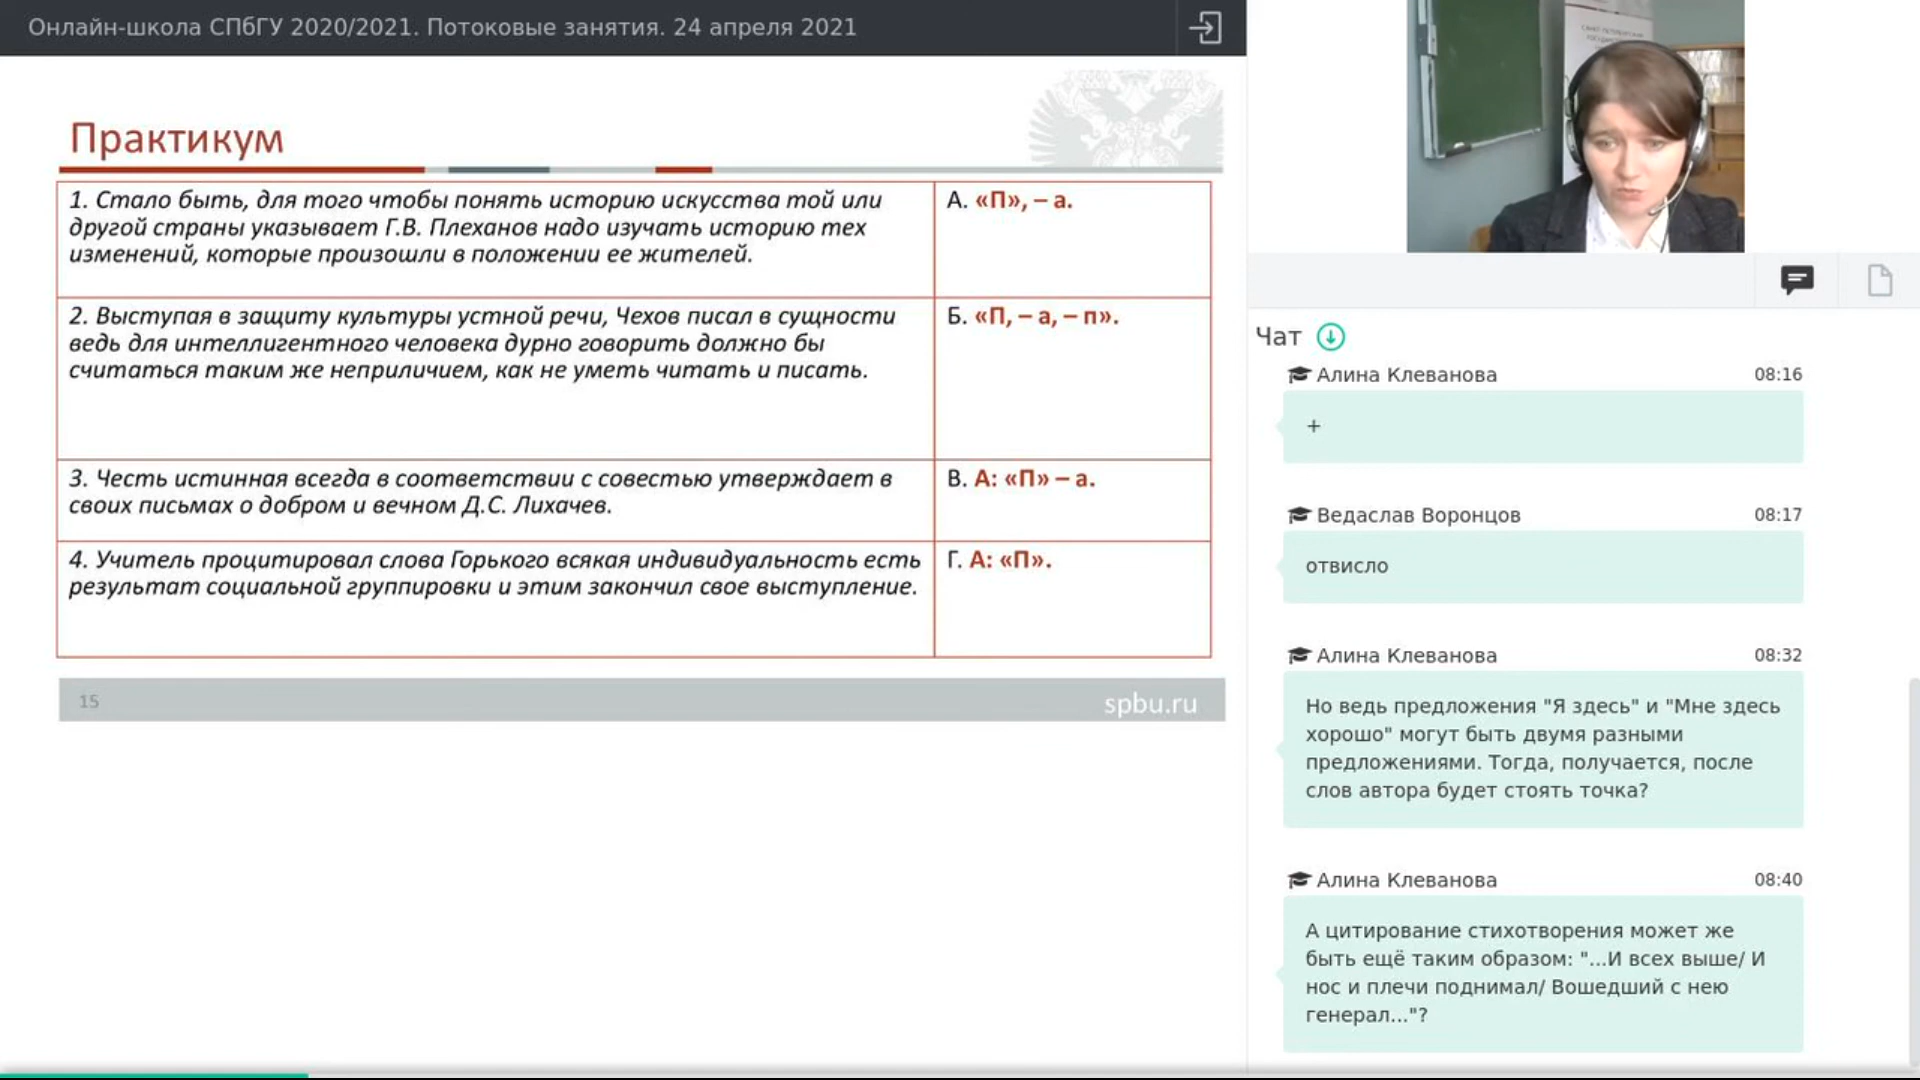 Онлайн-школа СПбГУ 2020/2021. Потоковые занятия. 24 апреля 2021
Практикум
1. Стало быть, для того чтобы понять историю искусства той или
другой страны указывает Г.В. Плеханов надо изучать историю тех
изменений, которые произошли в положении ее жителей.
А. «П», – а.
2. Выступая в защиту культуры устной речи, Чехов писал в сущности
ведь для интеллигентного человека дурно говорить должно бы
считаться таким же неприличием, как не уметь читать и писать.
Б. «П, – а, – п».
3. Честь истинная всегда в соответствии с совестью утверждает в
своих письмах о добром и вечном Д.С. Лихачев.
В. А: «П» – а.
4. Учитель процитировал слова Горького всякая индивидуальность есть
результат социальной группировки и этим закончил свое выступление.
Г. А: «П».
15
spbu.ru
Чат
Алина Клеванова 08:16
+
Ведаслав Воронцов 08:17
отвисло
Алина Клеванова 08:32
Но ведь предложения "Я здесь" и "Мне здесь
хорошо" могут быть двумя разными
предложениями. Тогда, получается, после
слов автора будет стоять точка?
Алина Клеванова 08:40
А цитирование стихотворения может же
быть ещё таким образом: "...И всех выше/ И
нос и плечи поднимал/ Вошедший с нею
генерал..."?